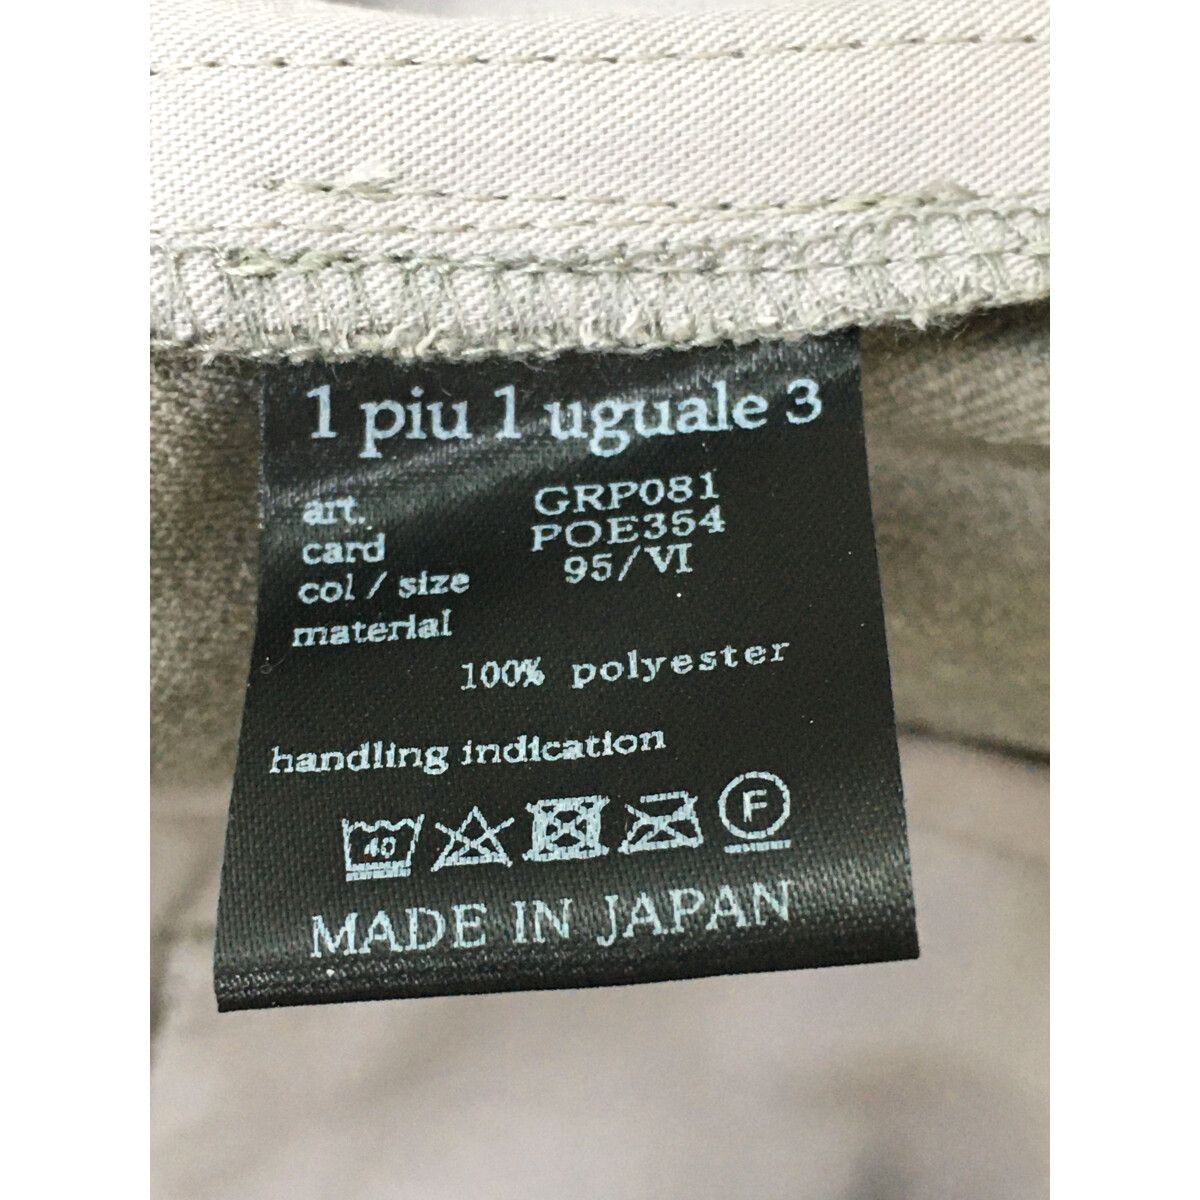 1 piu 1 uguale 3
art. GRP081
card POE354
col / size 95/VI
material
100% polyester
handling indication
40 F
MADE IN JAPAN